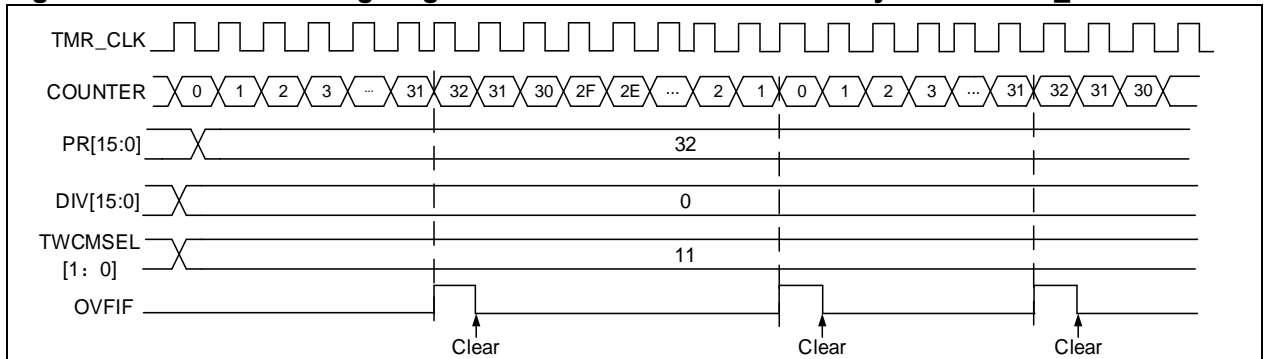 TMR_CLK
COUNTER 0 1 2 3 ... 31 32 31 30 2F 2E ... 2 1 0 1 2 3 ... 31 32 31 30
PR[15:0] 32
DIV[15:0] 0
TWCMSEL
[1：0] 11
OVFIF
Clear Clear Clear